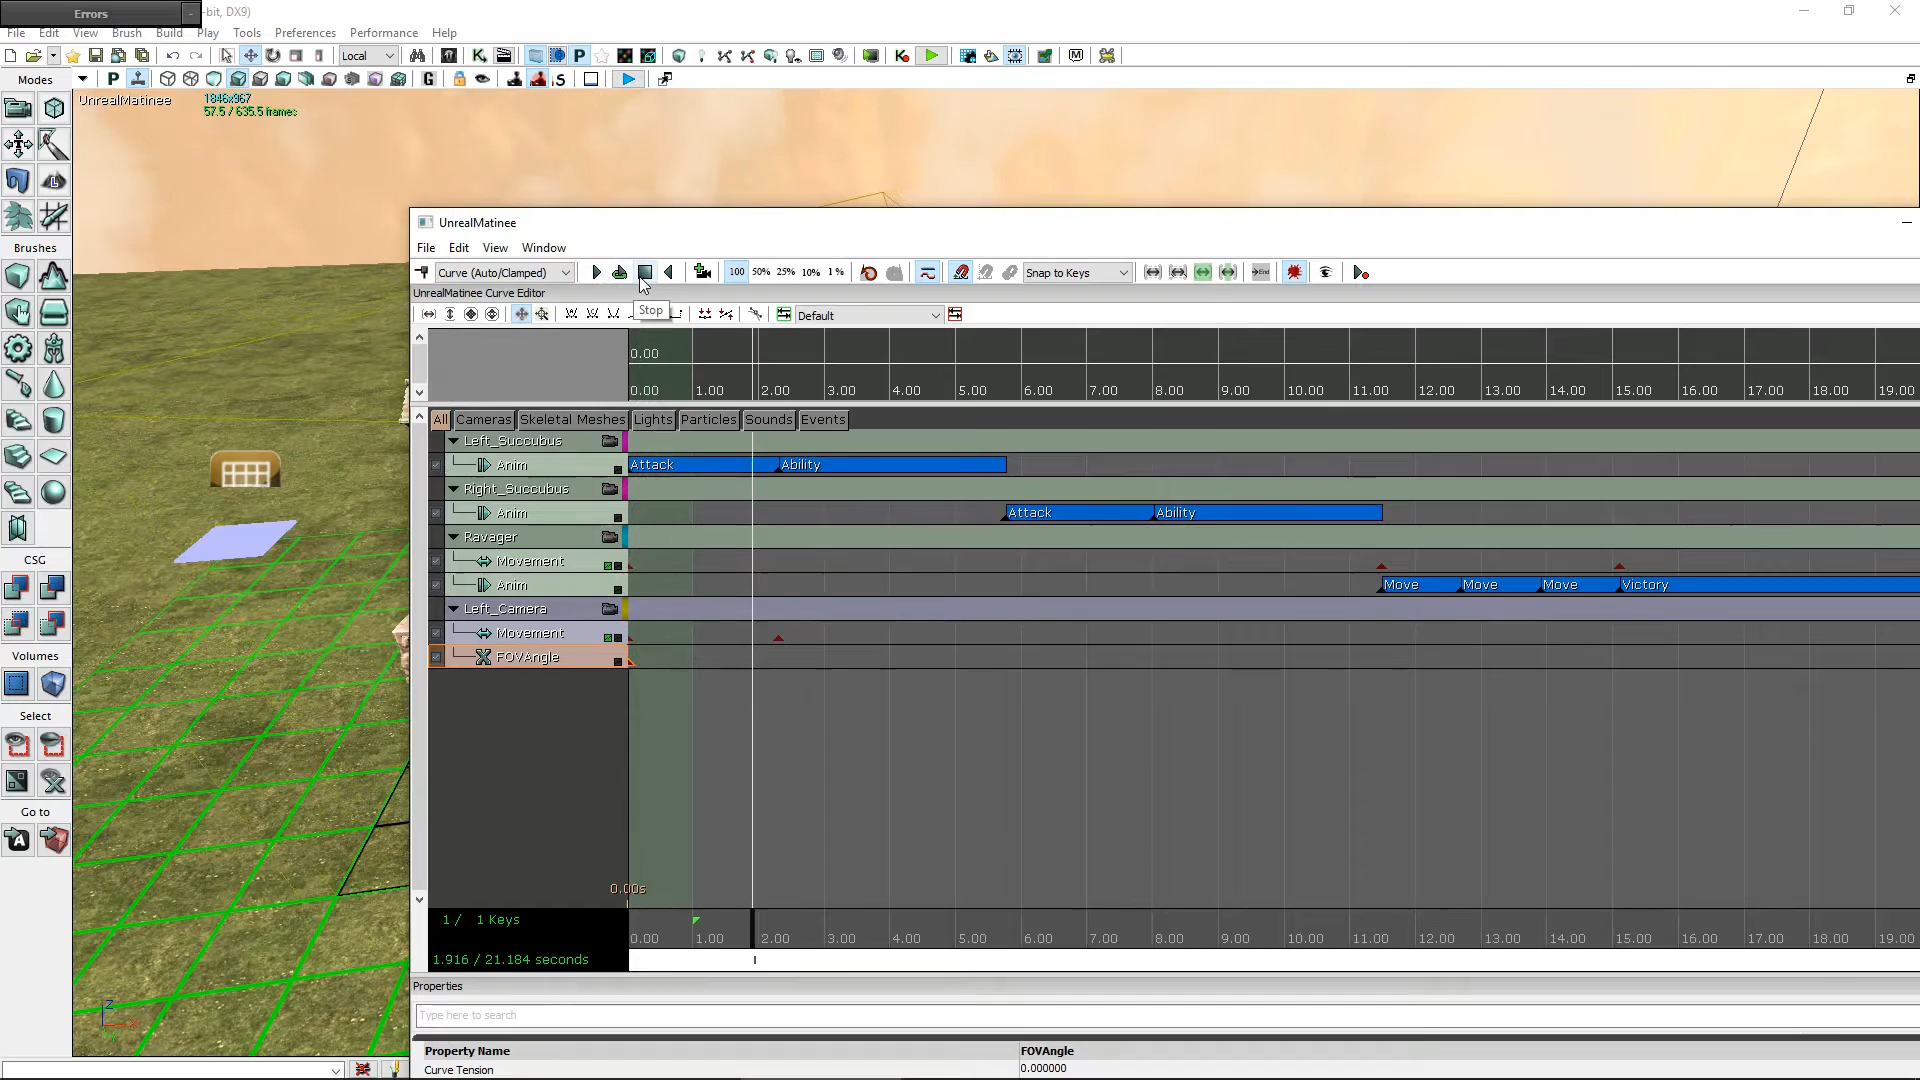 Errors
-
-bit, DX9)
File Edit View Brush Build Play Tools Preferences Performance Help
Local
Modes
UnrealMatinee
1846x967
57.5 / 635.5 frames
UnrealMatinee
File Edit View Window
Curve (Auto/Clamped)
100 50% 25% 10% 1 %
Snap to Keys
UnrealMatinee Curve Editor
Stop
Default
0.00
0.00 1.00 2.00 3.00 4.00 5.00 6.00 7.00 8.00 9.00 10.00 11.00 12.00 13.00 14.00 15.00 16.00 17.00 18.00 19.00
All Cameras Skeletal Meshes Lights Particles Sounds Events
Left_Succubus
Anim Attack Ability
Right_Succubus
Anim Attack Ability
Ravager
Movement
Anim Move Move Move Victory
Left_Camera
Movement
FOVAngle
0.00s
1 / 1 Keys
0.00 1.00 2.00 3.00 4.00 5.00 6.00 7.00 8.00 9.00 10.00 11.00 12.00 13.00 14.00 15.00 16.00 17.00 18.00 19.00
1.916 / 21.184 seconds
Properties
Type here to search
Property Name FOVAngle
Curve Tension 0.000000
Brushes
CSG
Volumes
Select
Go to
Z
X